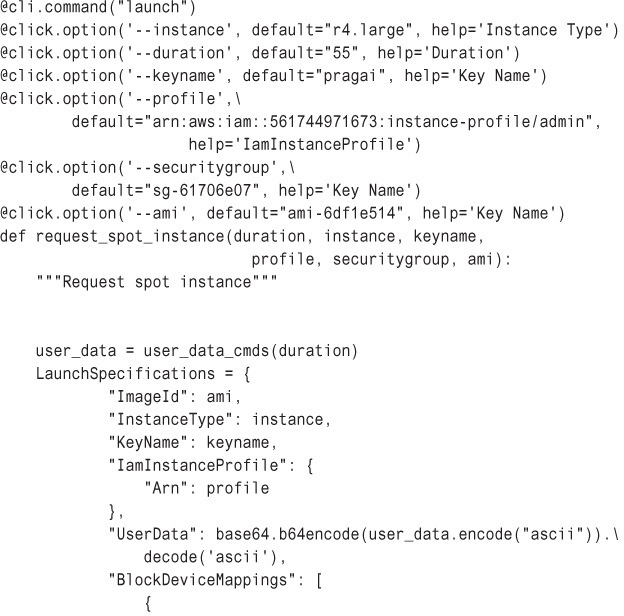 @cli.command("launch")
@click.option('--instance', default="r4.large", help='Instance Type')
@click.option('--duration', default="55", help='Duration')
@click.option('--keyname', default="pragai", help='Key Name')
@click.option('--profile',\
        default="arn:aws:iam::561744971673:instance-profile/admin",
                     help='IamInstanceProfile')
@click.option('--securitygroup',\
        default="sg-61706e07", help='Key Name')
@click.option('--ami', default="ami-6df1e514", help='Key Name')
def request_spot_instance(duration, instance, keyname,
                            profile, securitygroup, ami):
    """Request spot instance"""
    user_data = user_data_cmds(duration)
    LaunchSpecifications = {
            "ImageId": ami,
            "InstanceType": instance,
            "KeyName": keyname,
            "IamInstanceProfile": {
                "Arn": profile
            },
            "UserData": base64.b64encode(user_data.encode("ascii")).\
                decode('ascii'),
            "BlockDeviceMappings": [
                {